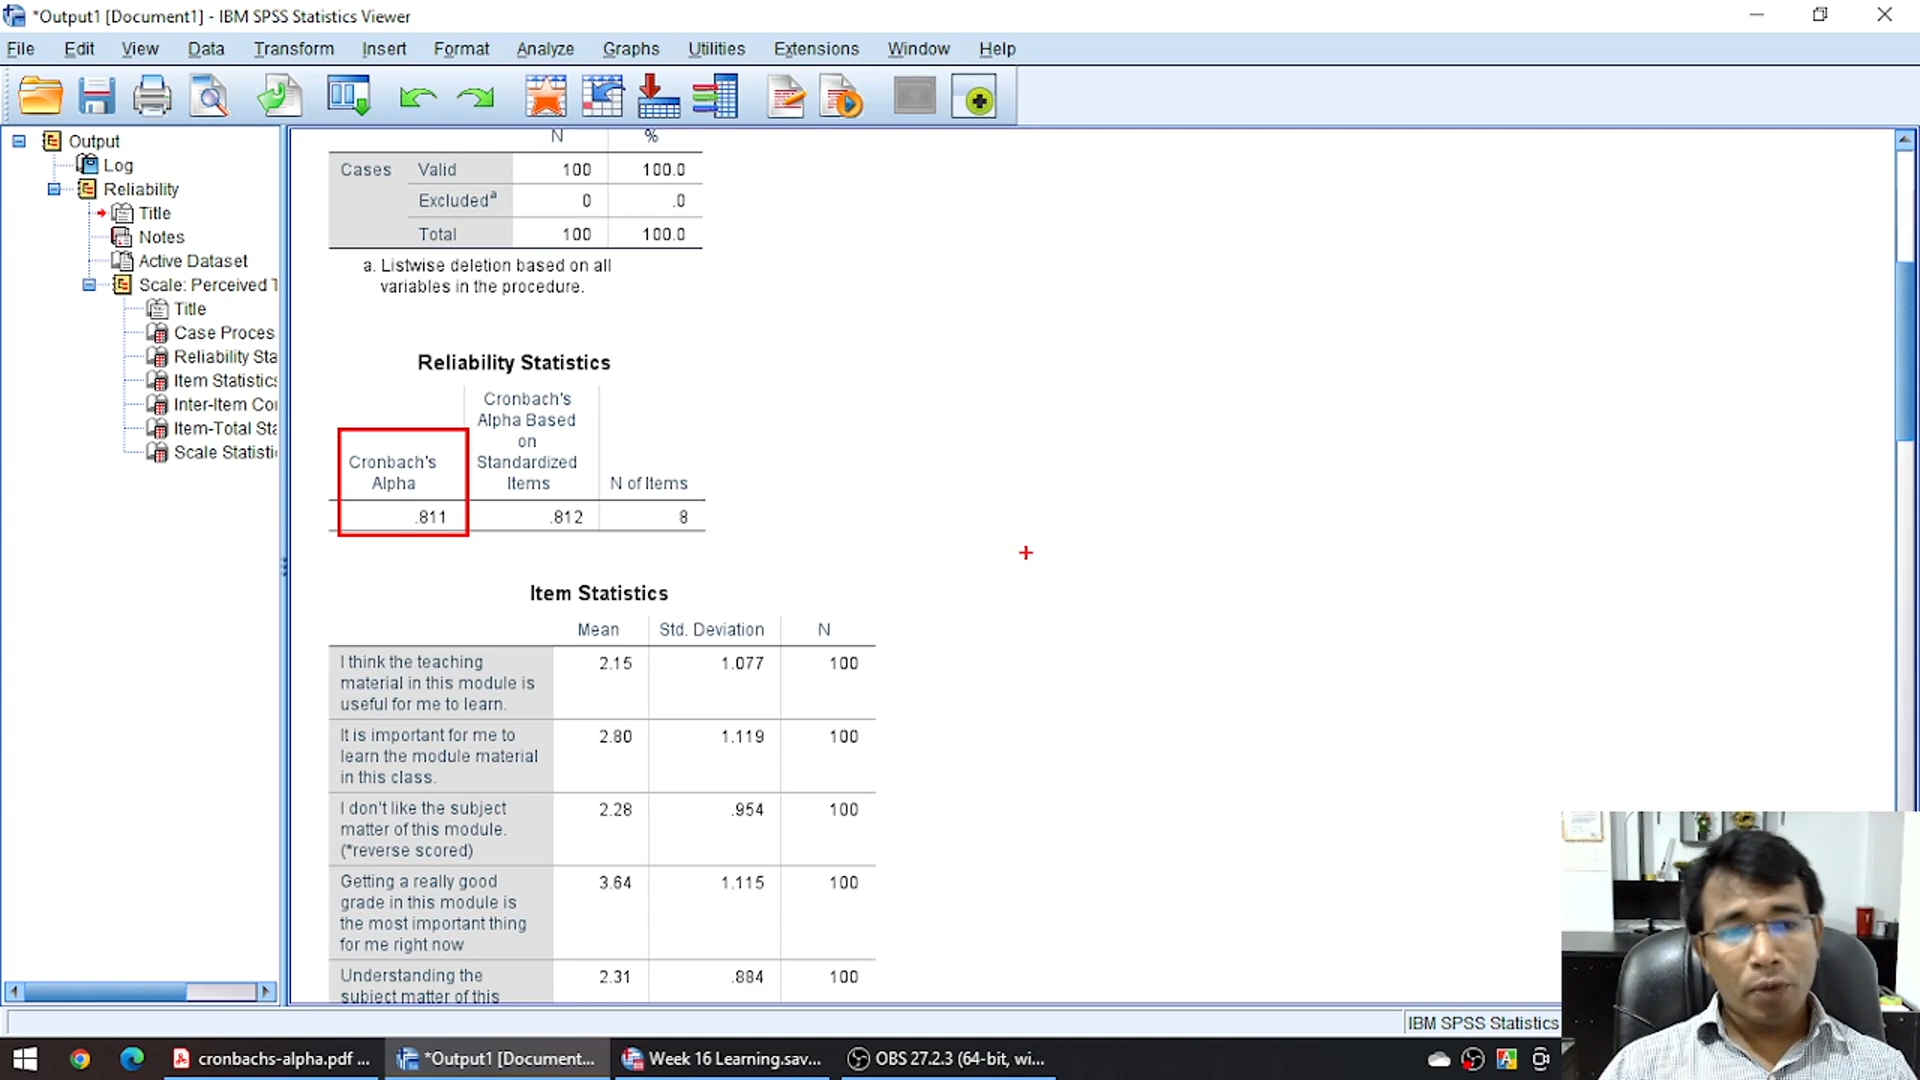 *Output1 [Document1] - IBM SPSS Statistics Viewer
File Edit View Data Transform Insert Format Analyze Graphs Utilities Extensions Window Help
Output
Log
Reliability
Title
Notes
Active Dataset
Scale: Perceived T
Title
Case Proces
Reliability Sta
Item Statistics
Inter-Item Co
Item-Total Sta
Scale Statisti
N %
Cases Valid 100 100.0
Excludedᵃ 0 .0
Total 100 100.0
a. Listwise deletion based on all
variables in the procedure.
Reliability Statistics
Cronbach's
Alpha
Cronbach's
Alpha Based
on
Standardized
Items
N of Items
.811 .812 8
Item Statistics
Mean Std. Deviation N
I think the teaching
material in this module is
useful for me to learn.
2.15 1.077 100
It is important for me to
learn the module material
in this class.
2.80 1.119 100
I don't like the subject
matter of this module.
(*reverse scored)
2.28 .954 100
Getting a really good
grade in this module is
the most important thing
for me right now
3.64 1.115 100
Understanding the
subject matter of this
2.31 .884 100
IBM SPSS Statistics
cronbachs-alpha.pdf ...
*Output1 [Document...
Week 16 Learning.sav...
OBS 27.2.3 (64-bit, wi...